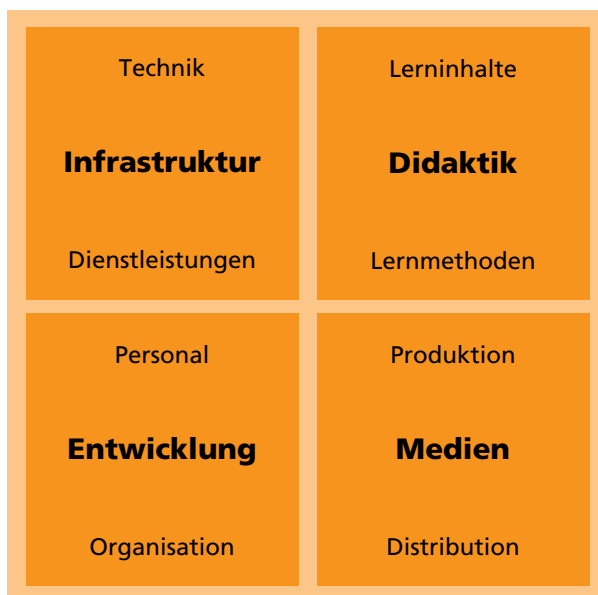 Technik
Infrastruktur
Dienstleistungen
Lerninhalte
Didaktik
Lernmethoden
Personal
Entwicklung
Organisation
Produktion
Medien
Distribution